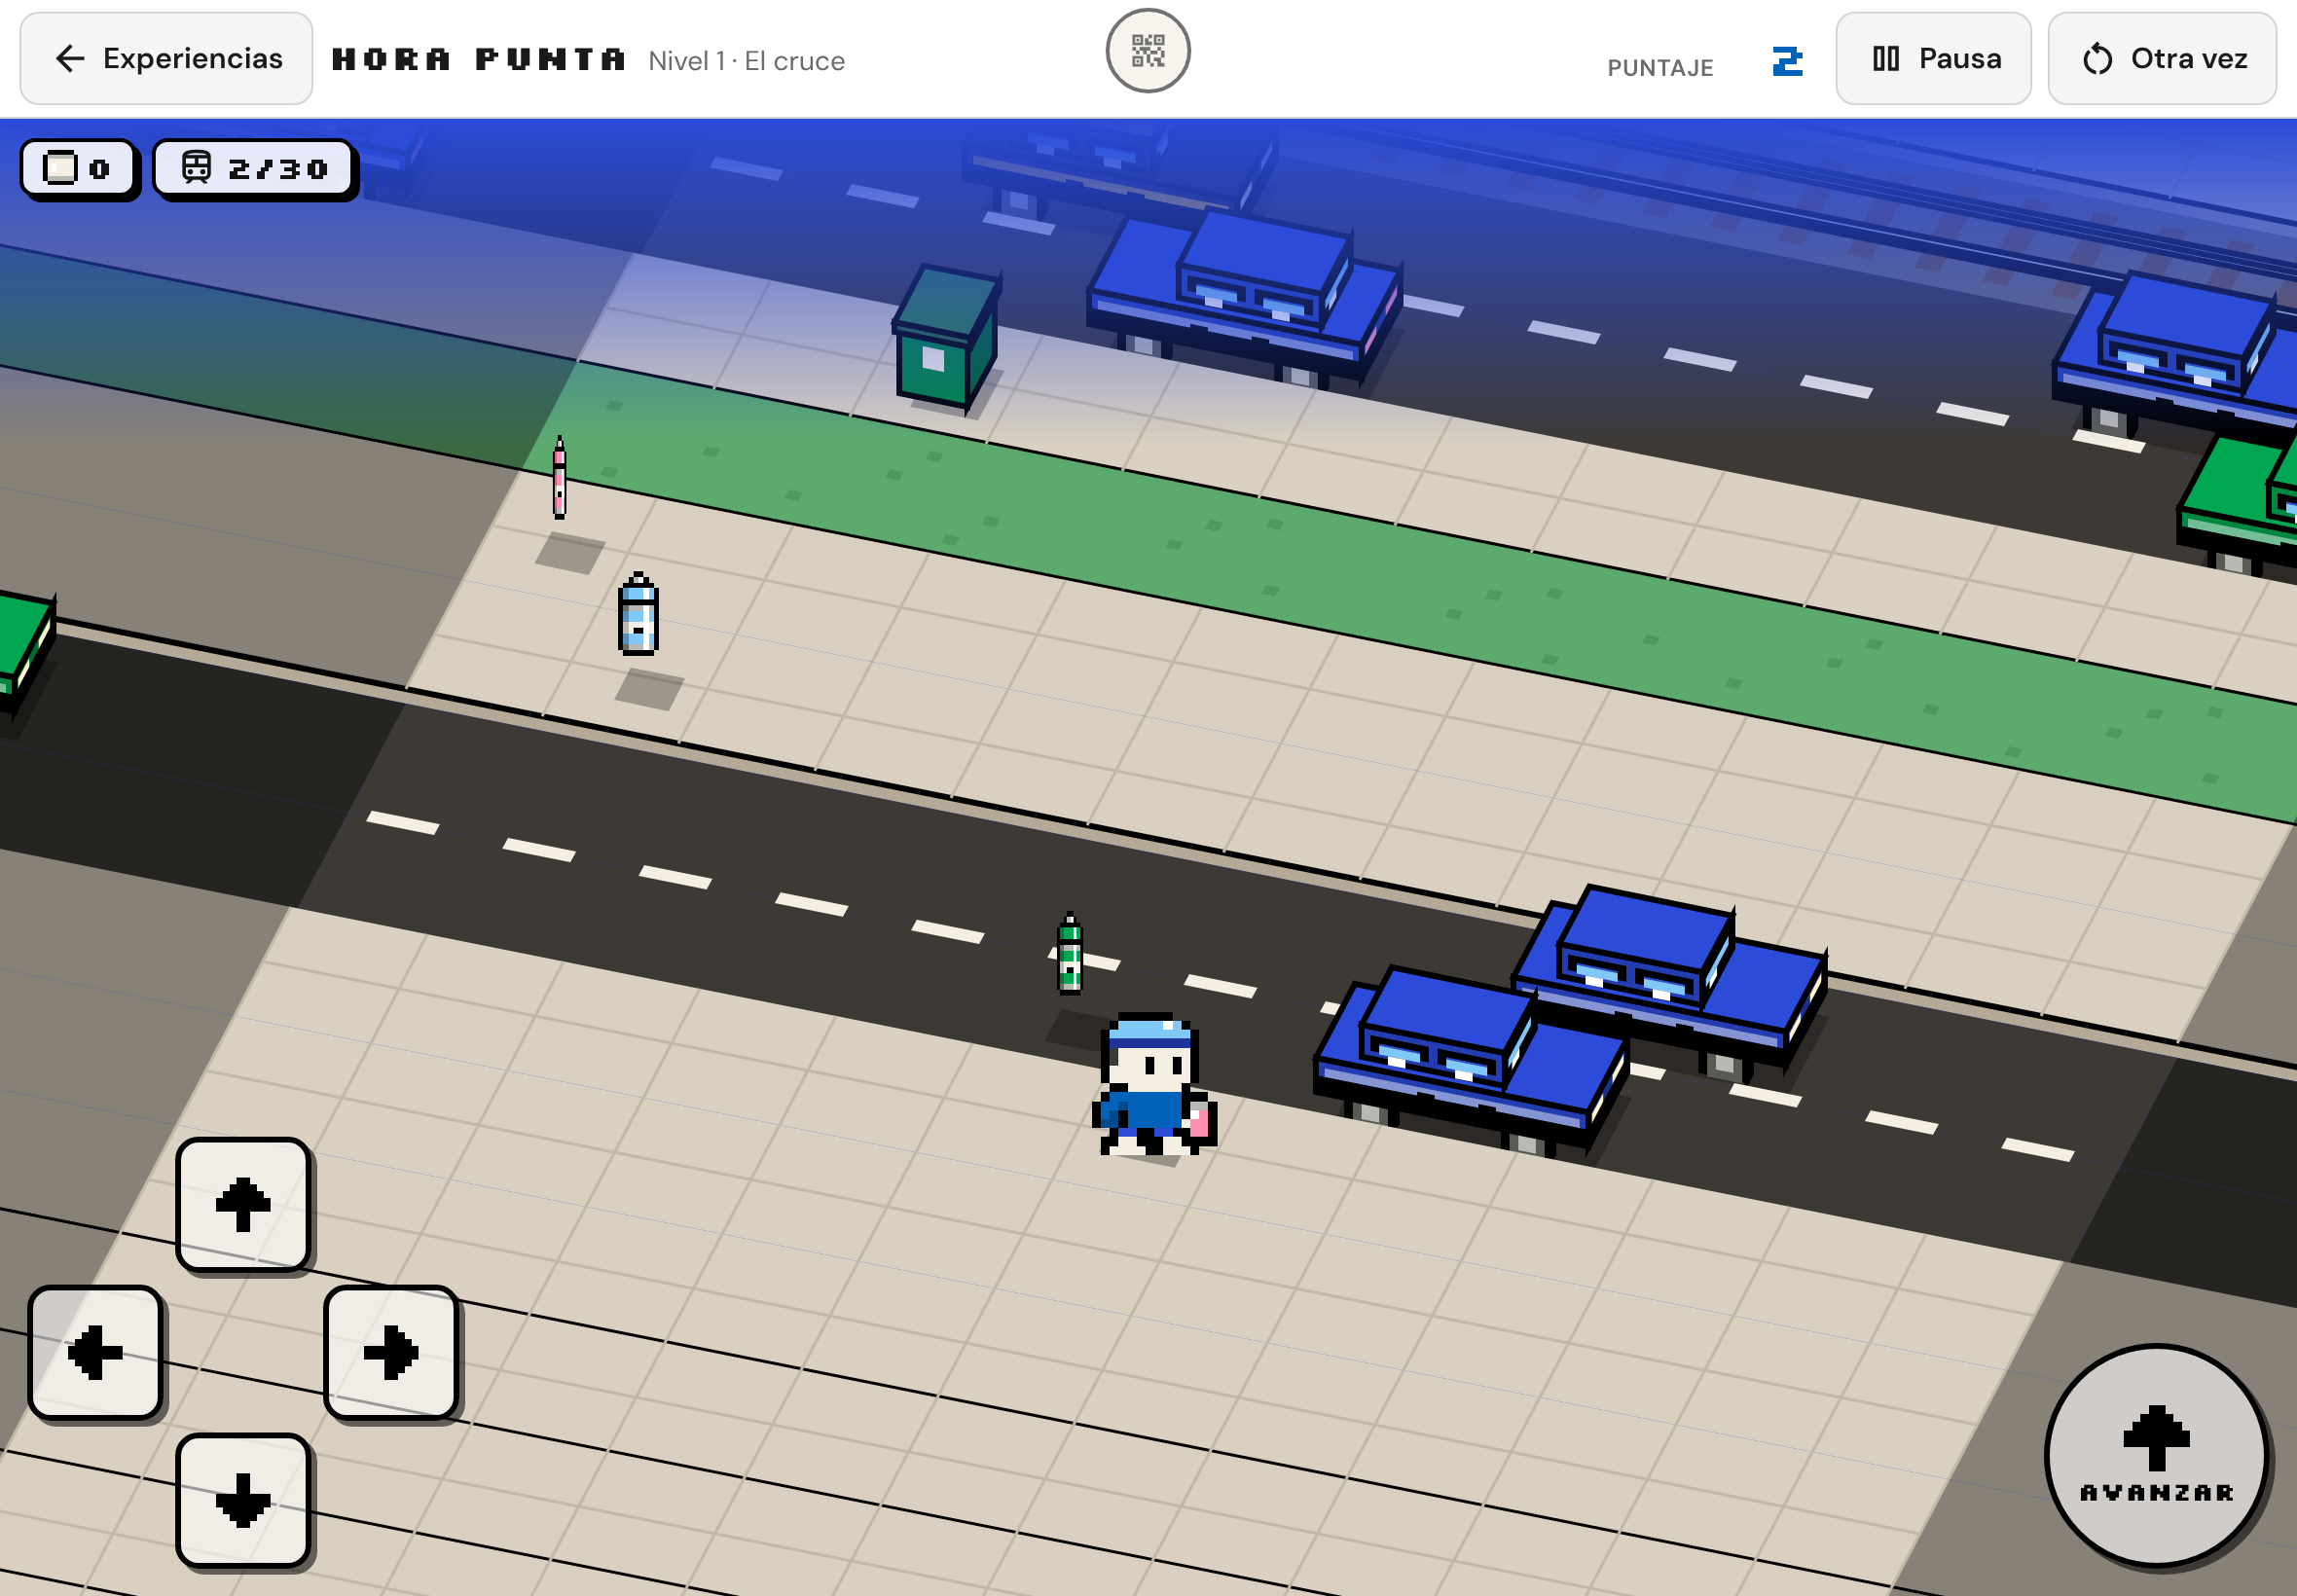 Experiencias
HORA PUNTA
Nivel 1 · El cruce
PUNTAJE
2
Pausa
Otra vez
0
2/30
AVANZAR